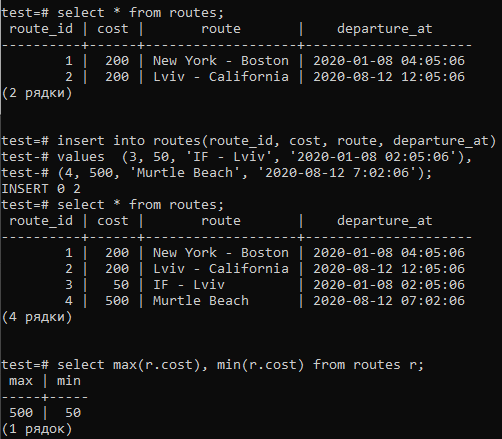 test=# select * from routes;
 route_id | cost |       route        |    departure_at
----------+------+--------------------+---------------------
        1 |  200 | New York - Boston | 2020-01-08 04:05:06
        2 |  200 | Lviv - California | 2020-08-12 12:05:06
(2 рядки)
test=# insert into routes(route_id, cost, route, departure_at)
test-# values  (3, 50, 'IF - Lviv', '2020-01-08 02:05:06'),
test-# (4, 500, 'Murtle Beach', '2020-08-12 7:02:06');
INSERT 0 2
test=# select * from routes;
 route_id | cost |       route        |    departure_at
----------+------+--------------------+---------------------
        1 |  200 | New York - Boston | 2020-01-08 04:05:06
        2 |  200 | Lviv - California | 2020-08-12 12:05:06
        3 |   50 | IF - Lviv         | 2020-01-08 02:05:06
        4 |  500 | Murtle Beach      | 2020-08-12 07:02:06
(4 рядки)
test=# select max(r.cost), min(r.cost) from routes r;
 max | min
-----+-----
 500 |  50
(1 рядок)